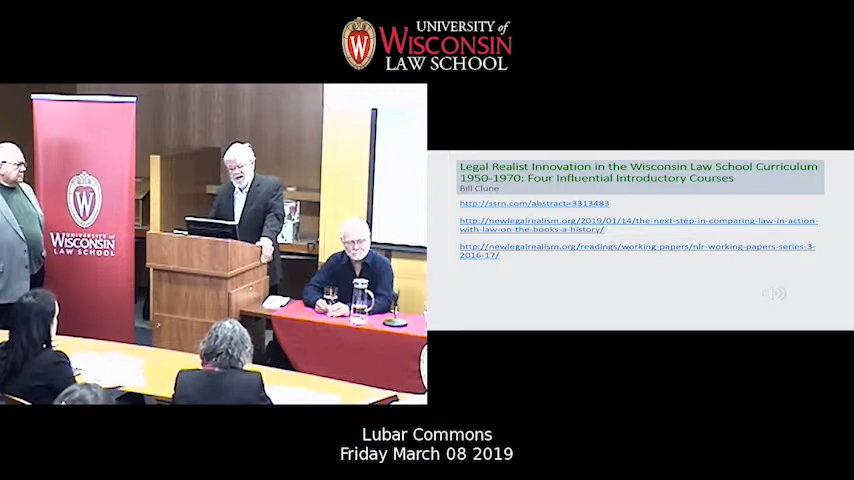 UNIVERSITY of
WISCONSIN
LAW SCHOOL
W
UNIVERSITY of
WISCONSIN
LAW SCHOOL
Legal Realist Innovation in the Wisconsin Law School Curriculum
1950-1970: Four Influential Introductory Courses
Bill Clune
http://ssrn.com/abstract=3313483
http://newlegalrealism.org/2019/01/14/the-next-step-in-comparing-law-in-action-
with-law-on-the-books-a-history/
http://newlegalrealism.org/readings/working-papers/nlr-working-papers-series-3-
2016-17/
Lubar Commons
Friday March 08 2019